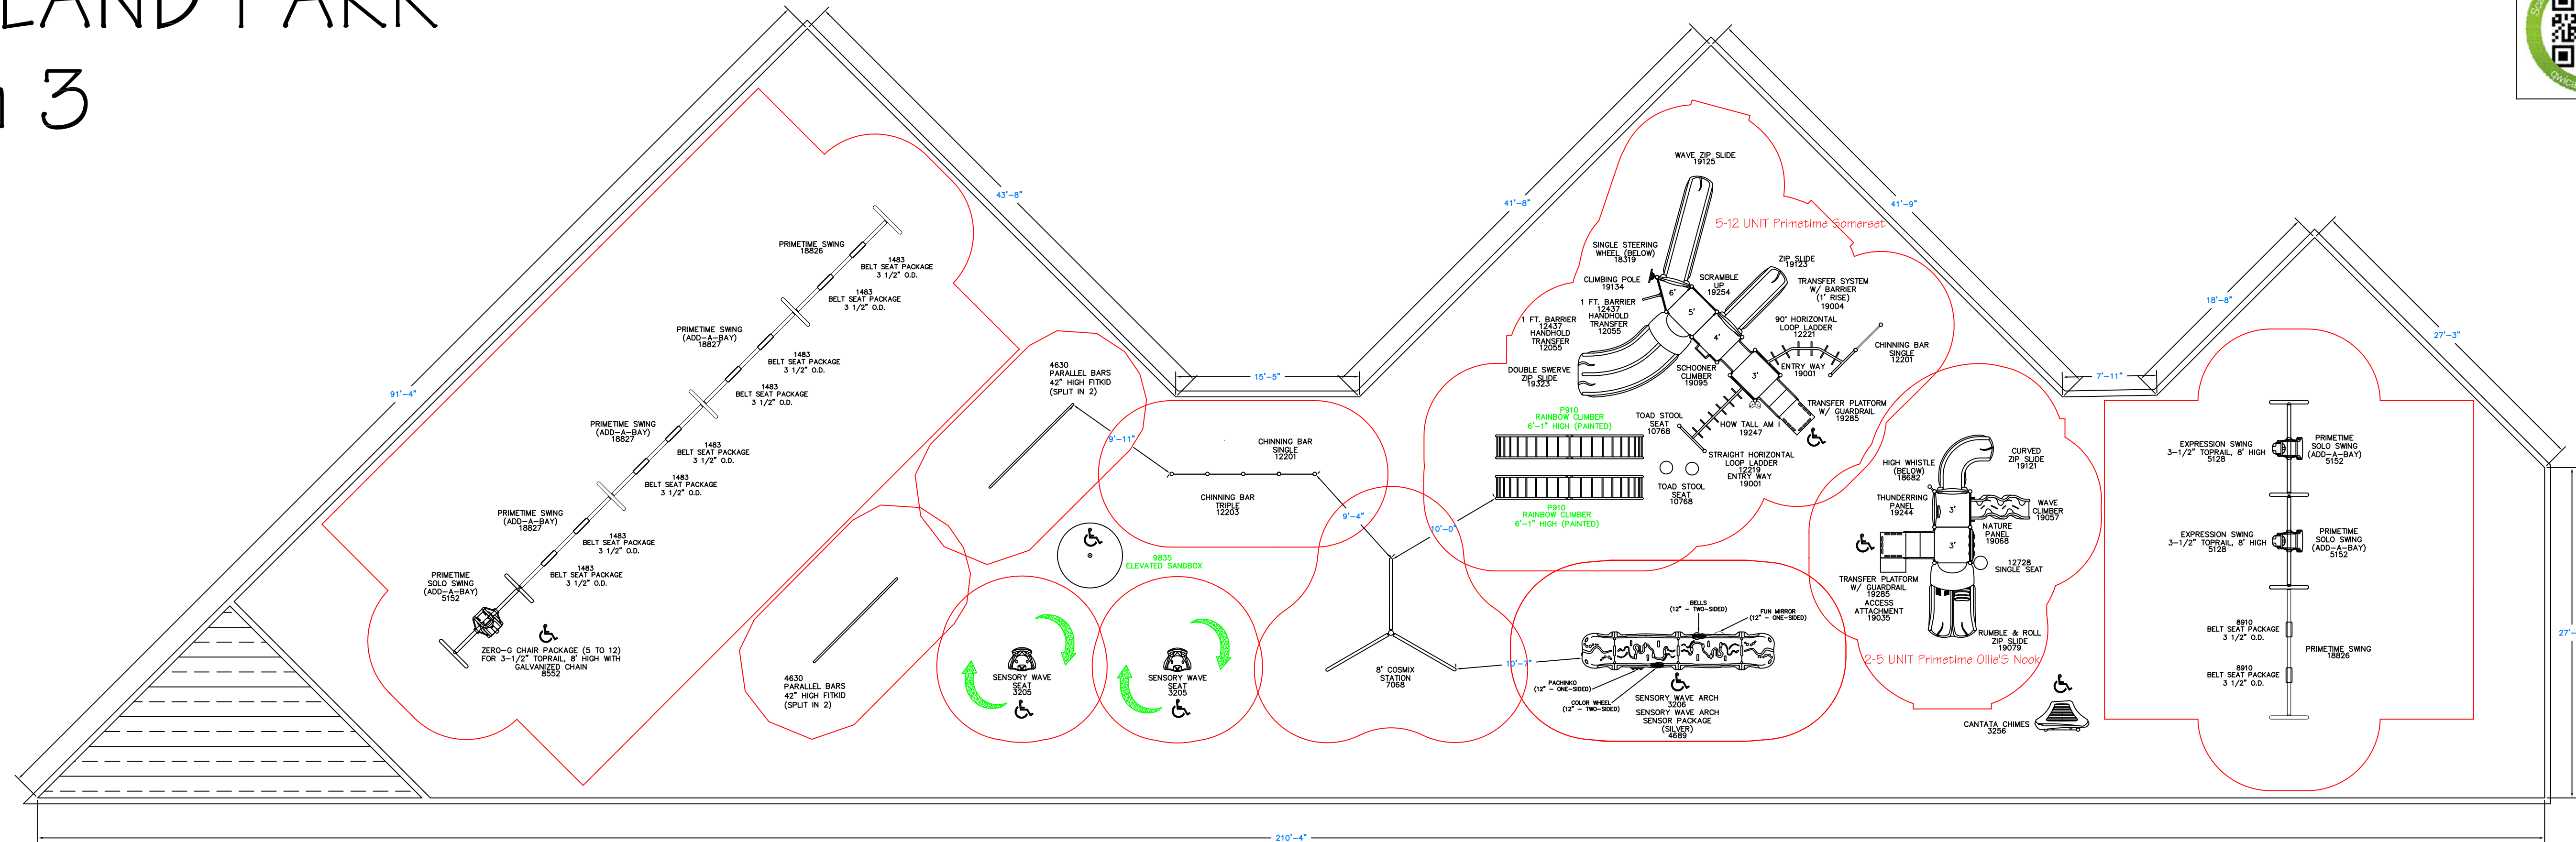 LAND PARK
3
91'-4"
43'-8"
15'-5"
41'-8"
41'-9"
7'-11"
18'-8"
27'-3"
210'-4"
PRIMETIME SWING
18826
1483
BELT SEAT PACKAGE
3 1/2" O.D.
1483
BELT SEAT PACKAGE
3 1/2" O.D.
PRIMETIME SWING
(ADD-A-BAY)
18827
1483
BELT SEAT PACKAGE
3 1/2" O.D.
1483
BELT SEAT PACKAGE
3 1/2" O.D.
PRIMETIME SWING
(ADD-A-BAY)
18827
1483
BELT SEAT PACKAGE
3 1/2" O.D.
1483
BELT SEAT PACKAGE
3 1/2" O.D.
PRIMETIME SWING
(ADD-A-BAY)
18827
1483
BELT SEAT PACKAGE
3 1/2" O.D.
1483
BELT SEAT PACKAGE
3 1/2" O.D.
PRIMETIME
SOLO SWING
(ADD-A-BAY)
5152
ZERO-G CHAIR PACKAGE (5 TO 12)
FOR 3-1/2" TOPRAIL, 8' HIGH WITH
GALVANIZED CHAIN
8552
4630
PARALLEL BARS
42" HIGH FITKID
(SPLIT IN 2)
4630
PARALLEL BARS
42" HIGH FITKID
(SPLIT IN 2)
9'-11"
CHINNING BAR
SINGLE
12201
CHINNING BAR
TRIPLE
12203
9835
ELEVATED SANDBOX
SENSORY WAVE
SEAT
3205
SENSORY WAVE
SEAT
3205
9'-4"
10'-0"
8' COSMIX
STATION
7068
10'-7"
5-12 UNIT Primetime Somerset
WAVE ZIP SLIDE
19125
SINGLE STEERING
WHEEL (BELOW)
18319
CLIMBING POLE
19134
1 FT. BARRIER
12437
HANDHOLD
TRANSFER
12055
1 FT. BARRIER
12437
HANDHOLD
TRANSFER
12055
DOUBLE SWERVE
ZIP SLIDE
19323
SCRAMBLE
UP
19254
ZIP SLIDE
19123
TRANSFER SYSTEM
W/ BARRIER
(1' RISE)
19004
90° HORIZONTAL
LOOP LADDER
12221
CHINNING BAR
SINGLE
12201
ENTRY WAY
19001
6'
5'
4'
3'
SCHOONER
CLIMBER
19095
TRANSFER PLATFORM
W/ GUARDRAIL
19285
HOW TALL AM I
19247
STRAIGHT HORIZONTAL
LOOP LADDER
12219
ENTRY WAY
19001
TOAD STOOL
SEAT
10768
TOAD STOOL
SEAT
10768
P910
RAINBOW CLIMBER
6'-1" HIGH (PAINTED)
P910
RAINBOW CLIMBER
6'-1" HIGH (PAINTED)
BELLS
(12" - TWO-SIDED)
FUN MIRROR
(12" - ONE-SIDED)
PACHINKO
(12" - ONE-SIDED)
COLOR WHEEL
(12" - TWO-SIDED)
SENSORY WAVE ARCH
3206
SENSORY WAVE ARCH
SENSOR PACKAGE
(SILVER)
4689
HIGH WHISTLE
(BELOW)
18682
CURVED
ZIP SLIDE
19121
THUNDERRING
PANEL
19244
3'
WAVE
CLIMBER
19057
NATURE
PANEL
19068
3'
12728
SINGLE SEAT
TRANSFER PLATFORM
W/ GUARDRAIL
19285
ACCESS
ATTACHMENT
19035
RUMBLE & ROLL
ZIP SLIDE
19079
2-5 UNIT Primetime Ollie'S Nook
CANTATA CHIMES
3256
EXPRESSION SWING
3-1/2" TOPRAIL, 8' HIGH
5128
PRIMETIME
SOLO SWING
(ADD-A-BAY)
5152
EXPRESSION SWING
3-1/2" TOPRAIL, 8' HIGH
5128
PRIMETIME
SOLO SWING
(ADD-A-BAY)
5152
8910
BELT SEAT PACKAGE
3 1/2" O.D.
PRIMETIME SWING
18826
8910
BELT SEAT PACKAGE
3 1/2" O.D.